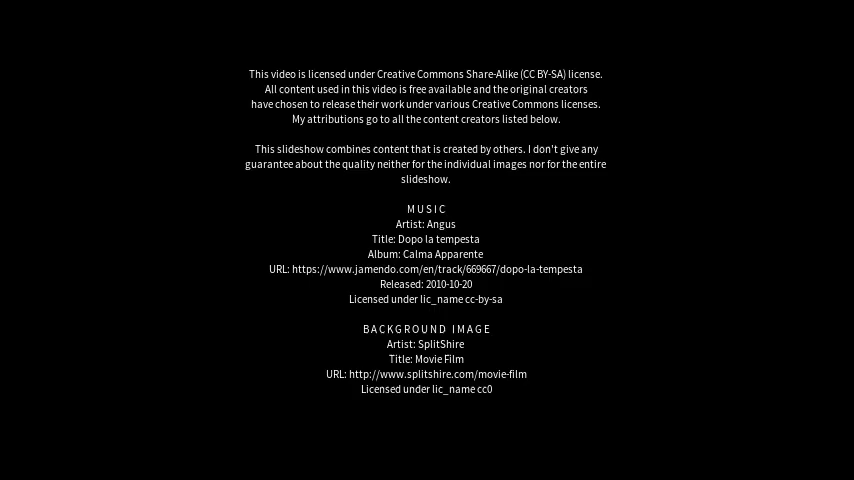 This video is licensed under Creative Commons Share-Alike (CC BY-SA) license.
All content used in this video is free available and the original creators
have chosen to release their work under various Creative Commons licenses.
My attributions go to all the content creators listed below.
This slideshow combines content that is created by others. I don't give any
guarantee about the quality neither for the individual images nor for the entire
slideshow.
MUSIC
Artist: Angus
Title: Dopo la tempesta
Album: Calma Apparente
URL: https://www.jamendo.com/en/track/669667/dopo-la-tempesta
Released: 2010-10-20
Licensed under lic_name cc-by-sa
BACKGROUND IMAGE
Artist: SplitShire
Title: Movie Film
URL: http://www.splitshire.com/movie-film
Licensed under lic_name cc0